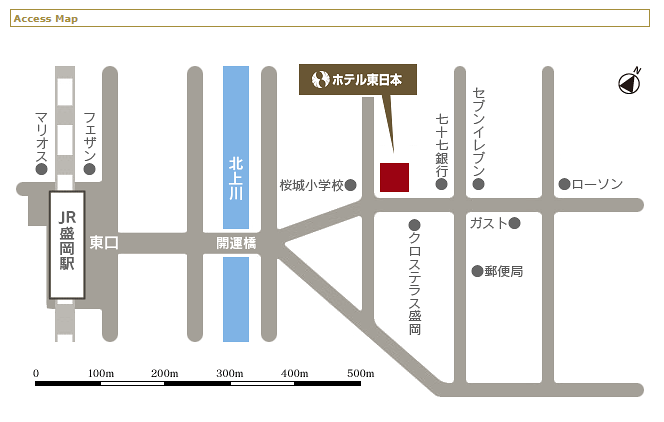 Access Map
N
ホテル東日本
マリオス
フェザン
北上川
桜城小学校
七十七銀行
セブンイレブン
ローソン
JR盛岡駅
東口
開運橋
クロステラス盛岡
ガスト
郵便局
0 100m 200m 300m 400m 500m